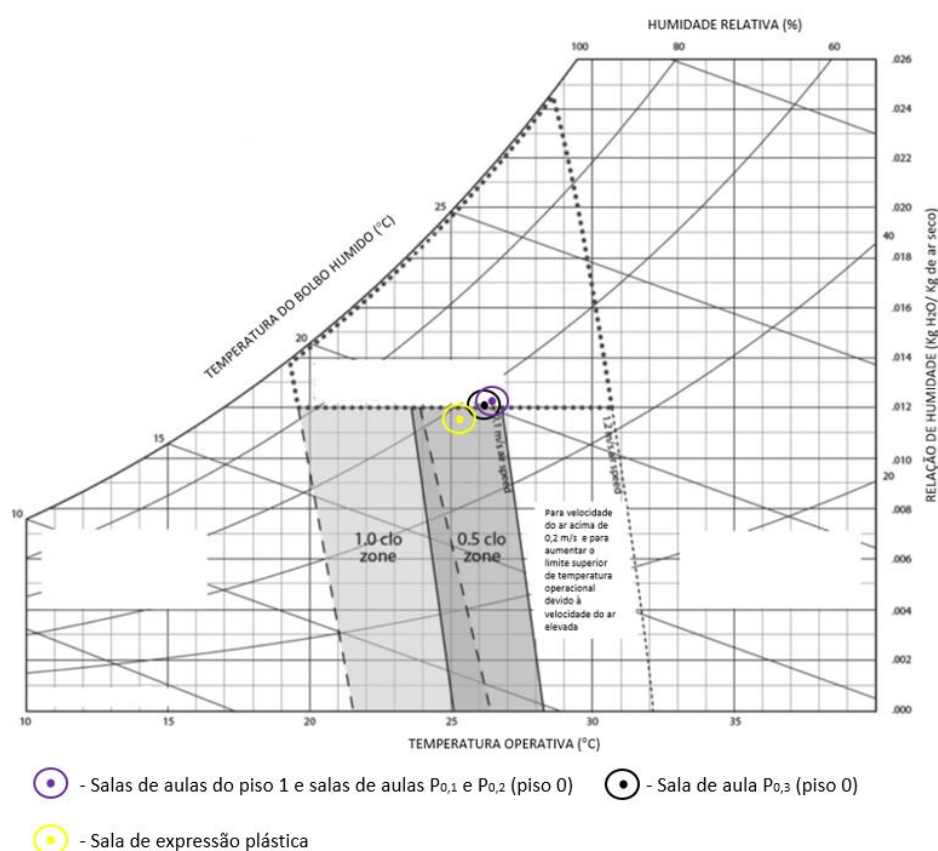 HUMIDADE RELATIVA (%)
100
80
60
.026
.024
.022
25
.020
40
.018
TEMPERATURA DO BOLBO HUMIDO (°C)
.016
20
.014
.012
15
.010
20
.008
10
.006
.004
.002
.000
RELAÇÃO DE HUMIDADE (Kg H2O/ Kg de ar seco)
1.0 clo
zone
0.5 clo
zone
m/s air speed
1.2 m/s air speed
Para velocidade
do ar acima de
0,2 m/s e para
aumentar o
limite superior
de temperatura
operacional
devido à
velocidade do ar
elevada
10
15
20
25
30
35
TEMPERATURA OPERATIVA (°C)
- Salas de aulas do piso 1 e salas de aulas P0,1 e P0,2 (piso 0)
- Sala de aula P0,3 (piso 0)
- Sala de expressão plástica